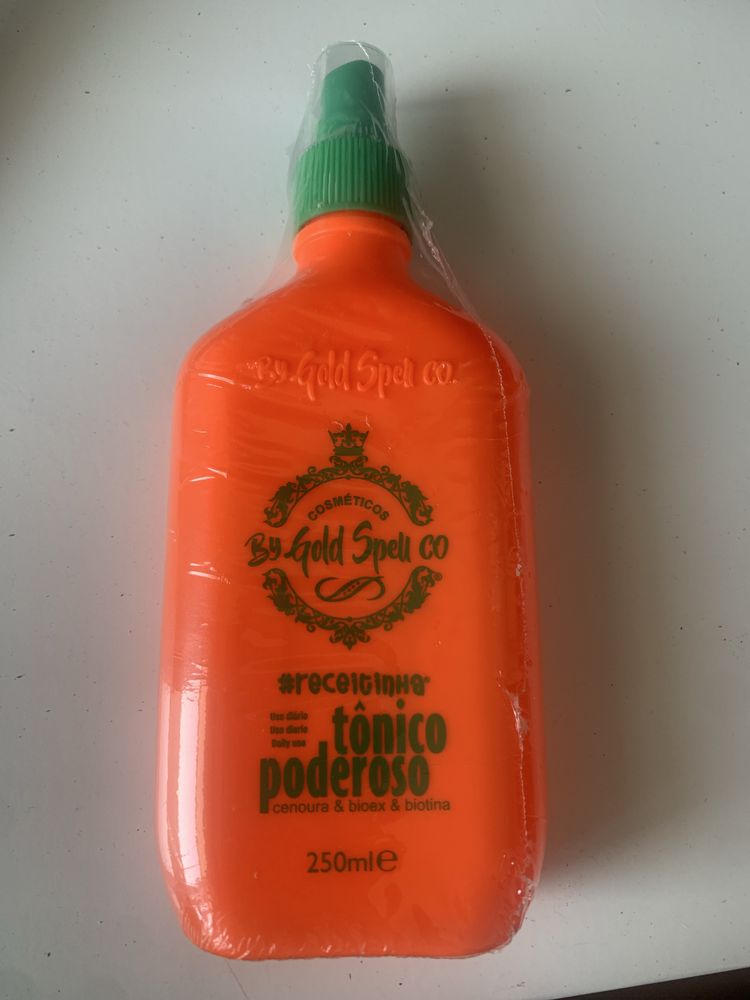 By Gold Spell CO.
COSMÉTICOS
By Gold Spell CO
®
#receitinha®
Uso diário
Uso diario
Daily use
tônico
poderoso
cenoura & bioex & biotina
250ml℮